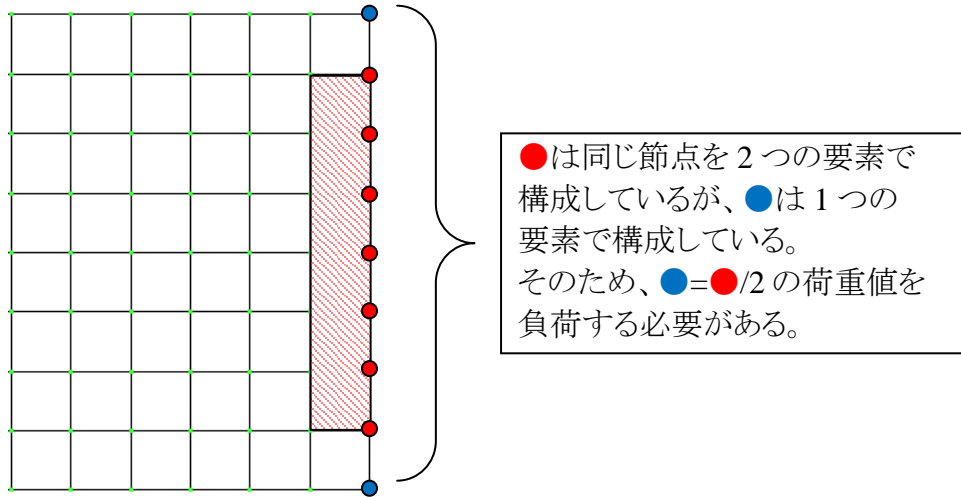 ●は同じ節点を 2 つの要素で
構成しているが、●は 1 つの
要素で構成している。
そのため、●=●/2 の荷重値を
負荷する必要がある。